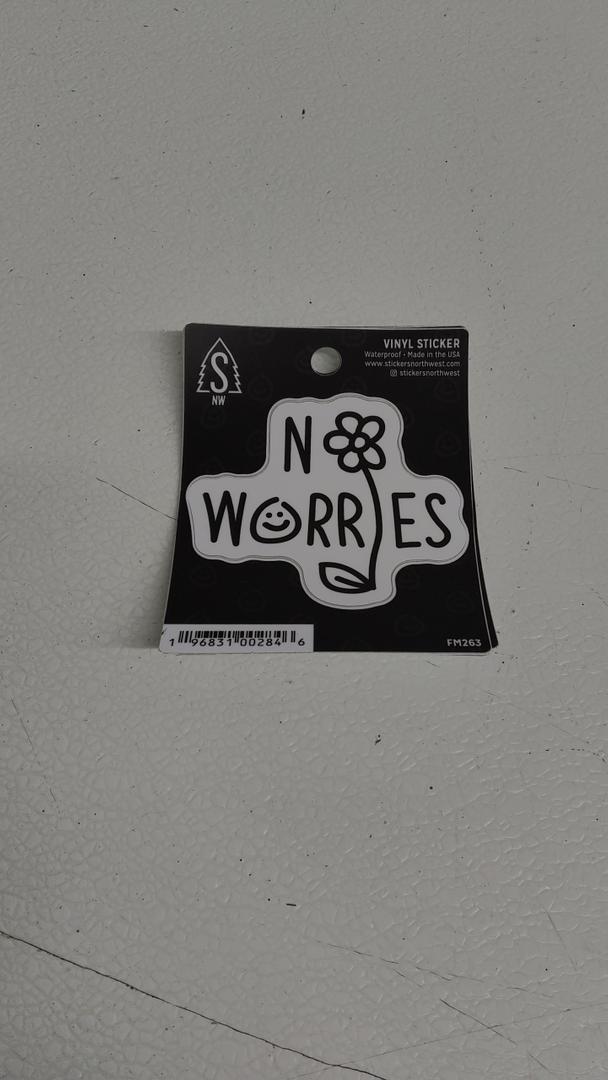 S
NW
VINYL STICKER
Waterproof • Made in the USA
www.stickersnorthwest.com
stickersnorthwest
NO
WORRIES
1 96831 00284 6
FM263